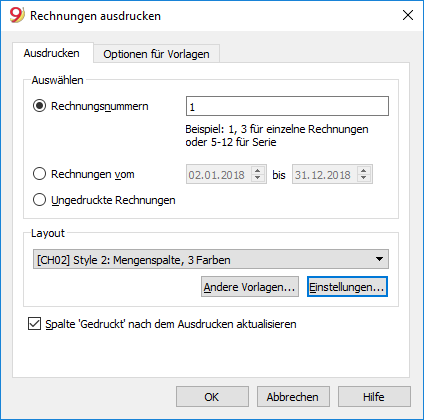 Rechnungen ausdrucken
Ausdrucken
Optionen für Vorlagen
Auswählen
Rechnungsnummern
1
Beispiel: 1, 3 für einzelne Rechnungen
oder 5-12 für Serie
Rechnungen vom 02.01.2018 bis 31.12.2018
Ungedruckte Rechnungen
Layout
[CH02] Style 2: Mengenspalte, 3 Farben
Andere Vorlagen... Einstellungen...
Spalte 'Gedruckt' nach dem Ausdrucken aktualisieren
OK Abbrechen Hilfe